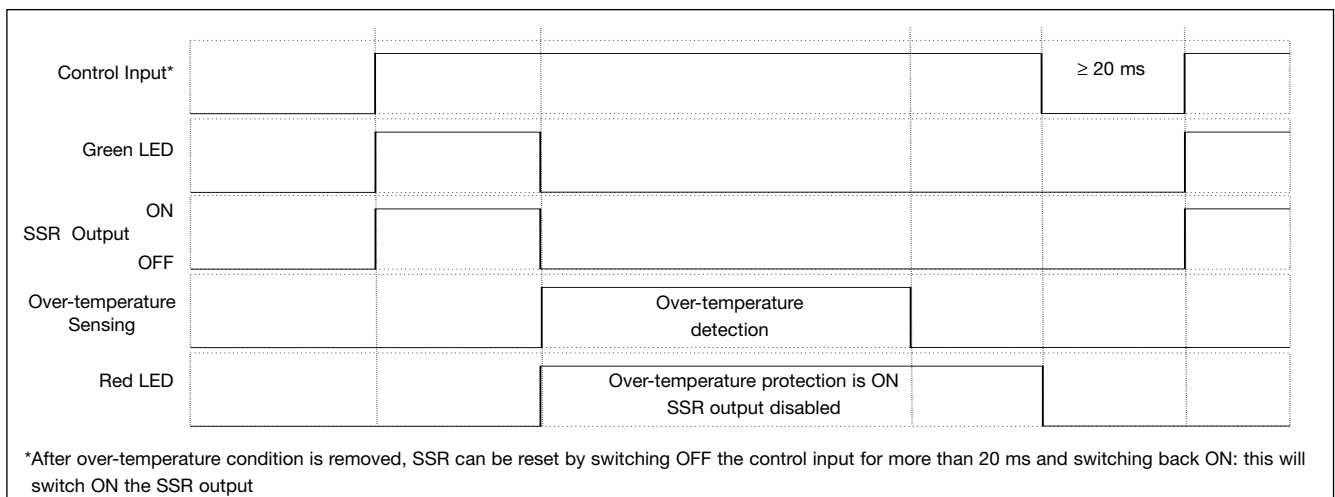 Control Input*
≥ 20 ms
Green LED
ON
SSR Output
OFF
Over-temperature
Sensing
Over-temperature
detection
Red LED
Over-temperature protection is ON
SSR output disabled
*After over-temperature condition is removed, SSR can be reset by switching OFF the control input for more than 20 ms and switching back ON: this will
switch ON the SSR output